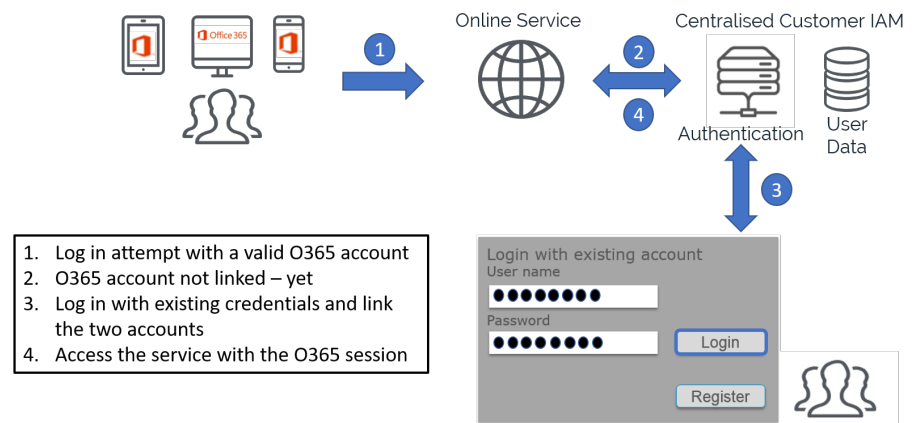 Online Service
Centralised Customer IAM
Office 365
1
2
4
Authentication
User
Data
3
1. Log in attempt with a valid O365 account
2. O365 account not linked – yet
3. Log in with existing credentials and link
the two accounts
4. Access the service with the O365 session
Login with existing account
User name
Password
Login
Register